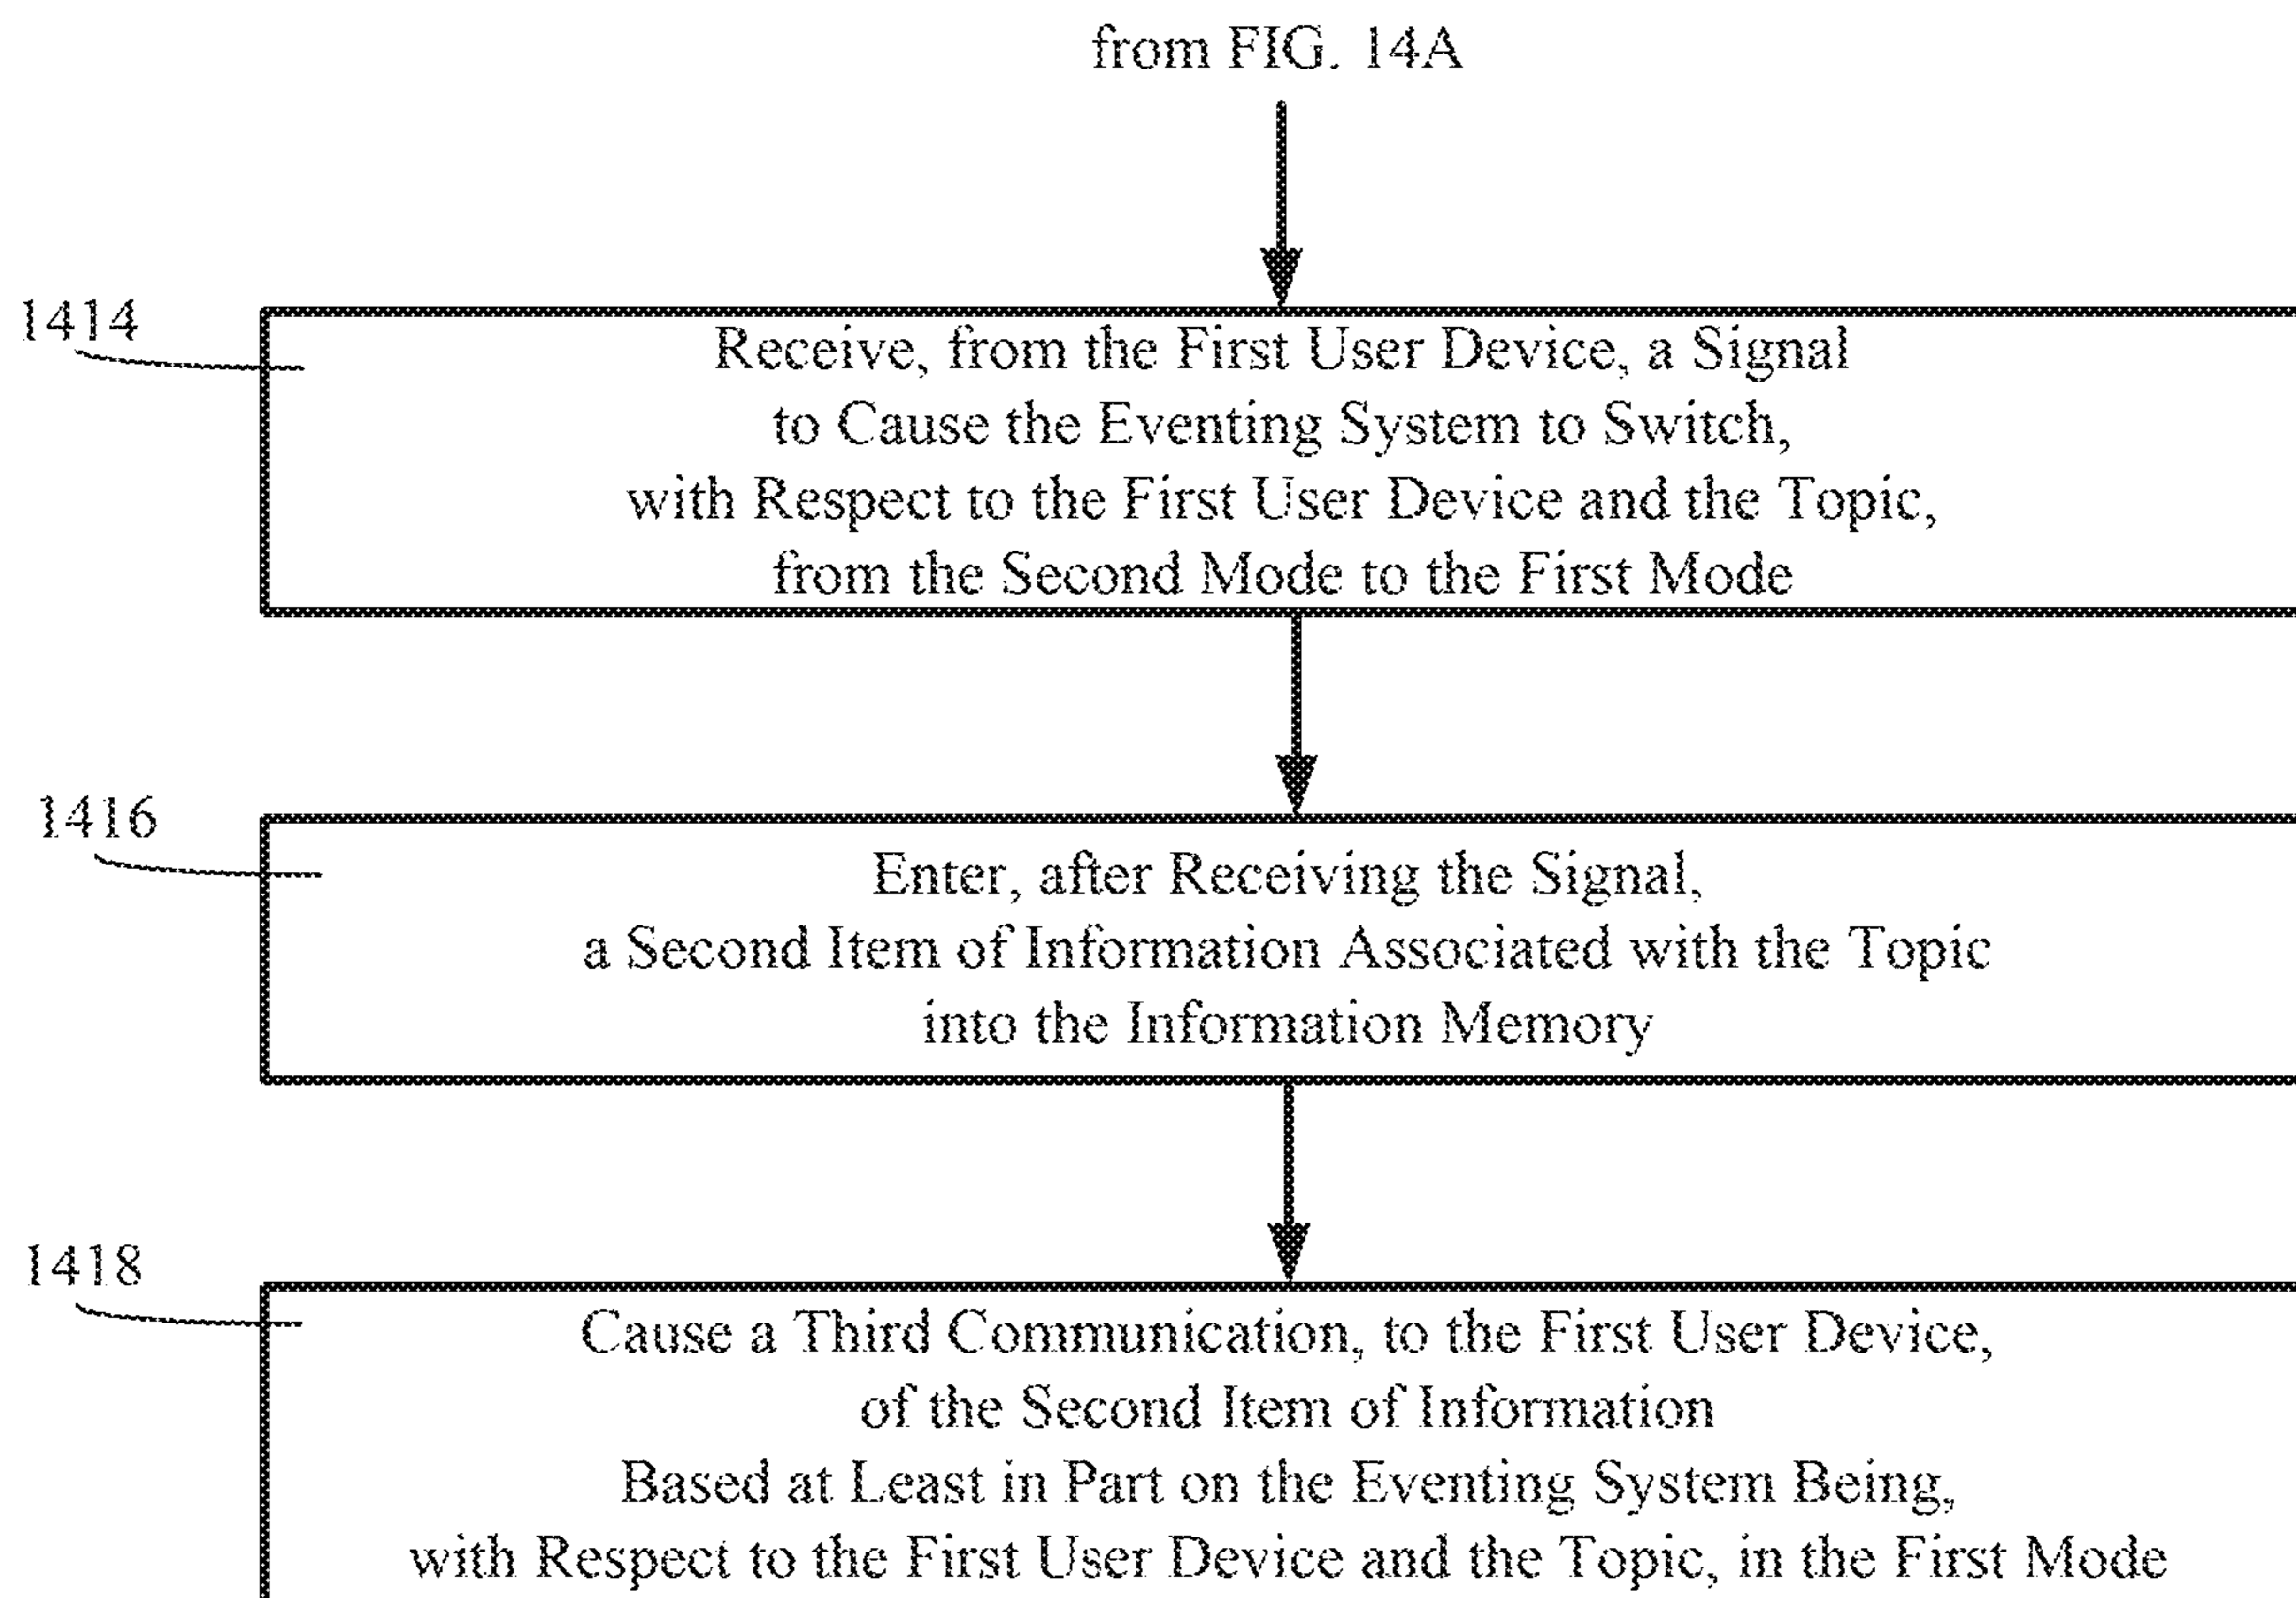 from FIG. 14A
1414
Receive, from the First User Device, a Signal
to Cause the Eventing System to Switch,
with Respect to the First User Device and the Topic,
from the Second Mode to the First Mode
1416
Enter, after Receiving the Signal,
a Second Item of Information Associated with the Topic
into the Information Memory
1418
Cause a Third Communication, to the First User Device,
of the Second Item of Information
Based at Least in Part on the Eventing System Being,
with Respect to the First User Device and the Topic, in the First Mode